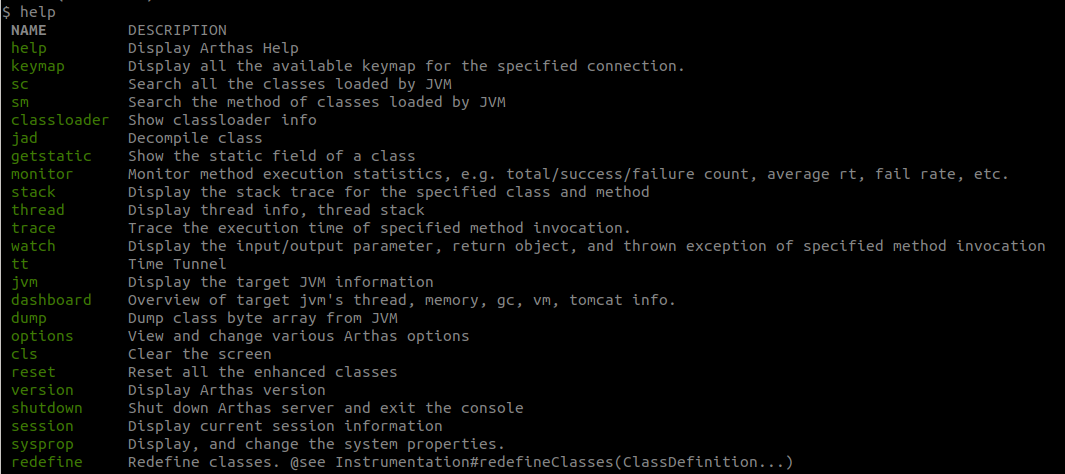 $ help
NAME DESCRIPTION
help Display Arthas Help
keymap Display all the available keymap for the specified connection.
sc Search all the classes loaded by JVM
sm Search the method of classes loaded by JVM
classloader Show classloader info
jad Decompile class
getstatic Show the static field of a class
monitor Monitor method execution statistics, e.g. total/success/failure count, average rt, fail rate, etc.
stack Display the stack trace for the specified class and method
thread Display thread info, thread stack
trace Trace the execution time of specified method invocation.
watch Display the input/output parameter, return object, and thrown exception of specified method invocation
tt Time Tunnel
jvm Display the target JVM information
dashboard Overview of target jvm's thread, memory, gc, vm, tomcat info.
dump Dump class byte array from JVM
options View and change various Arthas options
cls Clear the screen
reset Reset all the enhanced classes
version Display Arthas version
shutdown Shut down Arthas server and exit the console
session Display current session information
sysprop Display, and change the system properties.
redefine Redefine classes. @see Instrumentation#redefineClasses(ClassDefinition...)